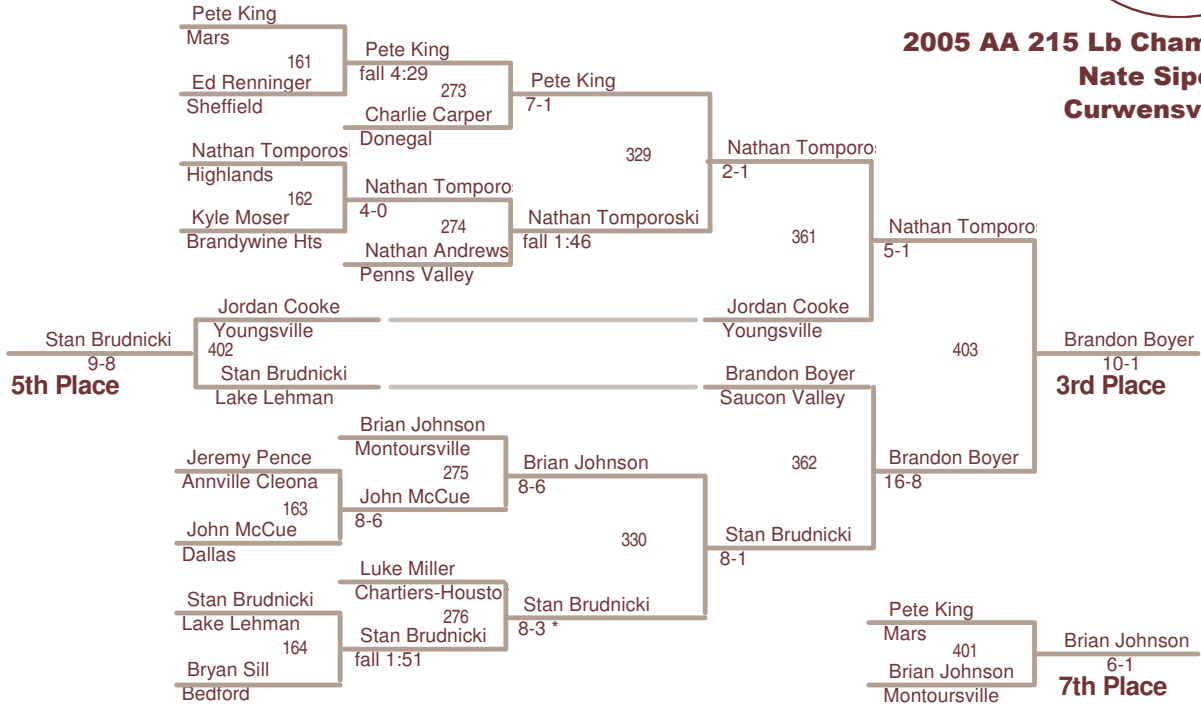 2005 AA 215 Lb Cham
Nate Sip
Curwensv
Pete King
Mars
161
Ed Renninger
Sheffield
Pete King
fall 4:29
273
Charlie Carper
Donegal
Pete King
7-1
Nathan Tomporosk
Highlands
162
Kyle Moser
Brandywine Hts
Nathan Tomporos
4-0
274
Nathan Andrews
Penns Valley
Nathan Tomporoski
fall 1:46
329
Nathan Tomporos
2-1
361
Jordan Cooke
Youngsville
Nathan Tomporos
5-1
Jordan Cooke
Youngsville
402
Stan Brudnicki
Lake Lehman
Stan Brudnicki
9-8
5th Place
Brandon Boyer
Saucon Valley
403
Brandon Boyer
10-1
3rd Place
Brian Johnson
Montoursville
275
Jeremy Pence
Annville Cleona
163
John McCue
Dallas
John McCue
8-6
Brian Johnson
8-6
362
Brandon Boyer
16-8
330
Stan Brudnicki
8-1
Luke Miller
Chartiers-Housto
276
Stan Brudnicki
Lake Lehman
164
Bryan Sill
Bedford
Stan Brudnicki
fall 1:51
Stan Brudnicki
8-3 *
Pete King
Mars
401
Brian Johnson
Montoursville
Brian Johnson
6-1
7th Place